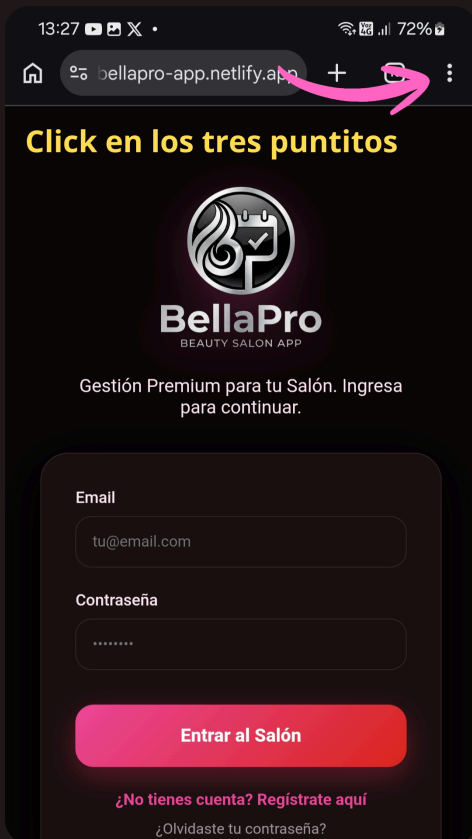 13:27
Voz
4G
72%
bellapro-app.netlify.app
Click en los tres puntitos
BellaPro
BEAUTY SALON APP
Gestión Premium para tu Salón. Ingresa
para continuar.
Email
tu@email.com
Contraseña
••••••••
Entrar al Salón
¿No tienes cuenta? Regístrate aquí
¿Olvidaste tu contraseña?